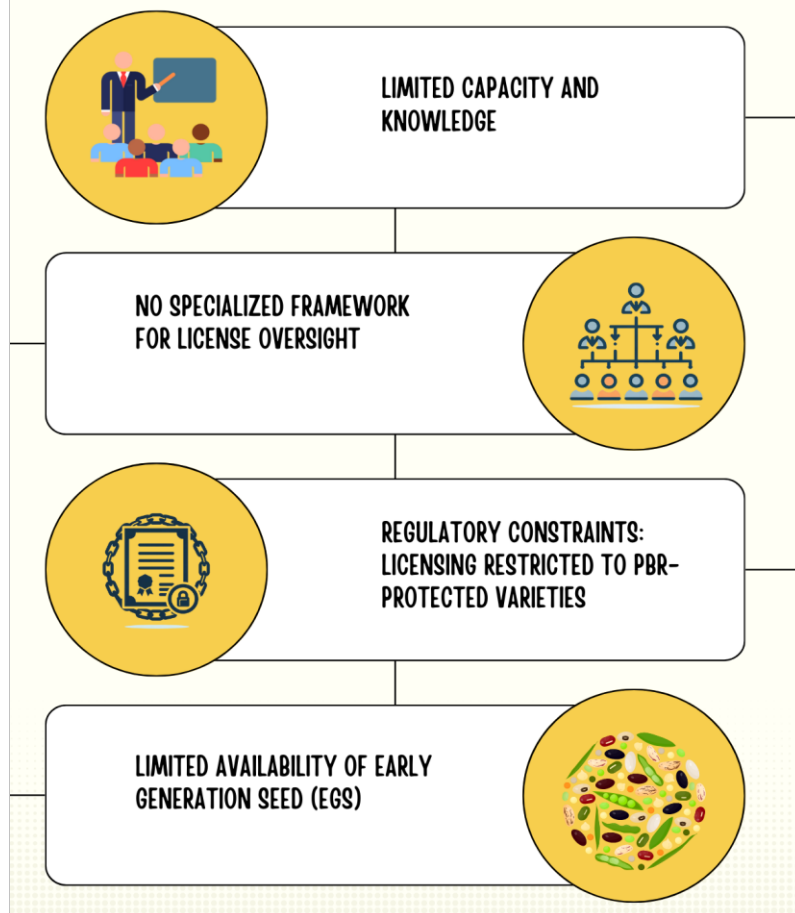 LIMITED CAPACITY AND
KNOWLEDGE
NO SPECIALIZED FRAMEWORK
FOR LICENSE OVERSIGHT
REGULATORY CONSTRAINTS:
LICENSING RESTRICTED TO PBR-
PROTECTED VARIETIES
LIMITED AVAILABILITY OF EARLY
GENERATION SEED (EGS)